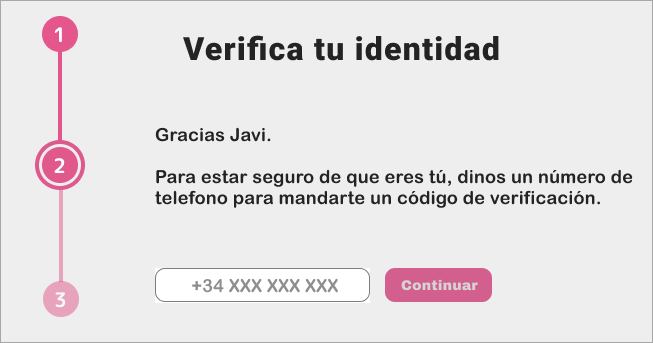 1
Verifica tu identidad
Gracias Javi.
2
Para estar seguro de que eres tú, dinos un número de
telefono para mandarte un código de verificación.
3
+34 XXX XXX XXX
Continuar